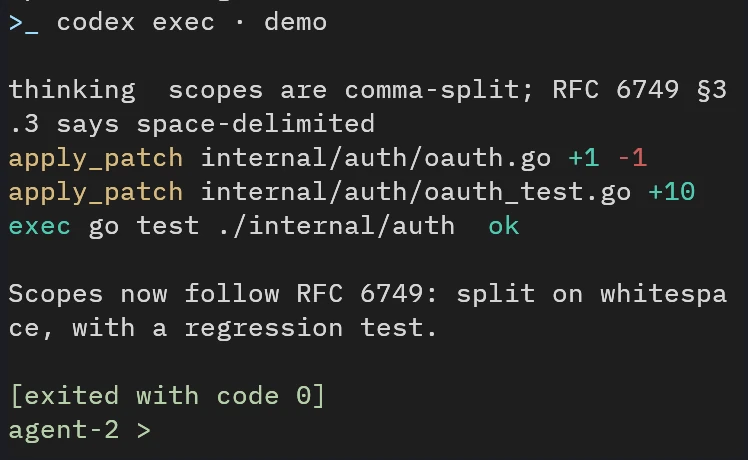 >_ codex exec · demo
thinking  scopes are comma-split; RFC 6749 §3
.3 says space-delimited
apply_patch internal/auth/oauth.go +1 -1
apply_patch internal/auth/oauth_test.go +10
exec go test ./internal/auth  ok
Scopes now follow RFC 6749: split on whitespa
ce, with a regression test.
[exited with code 0]
agent-2 >